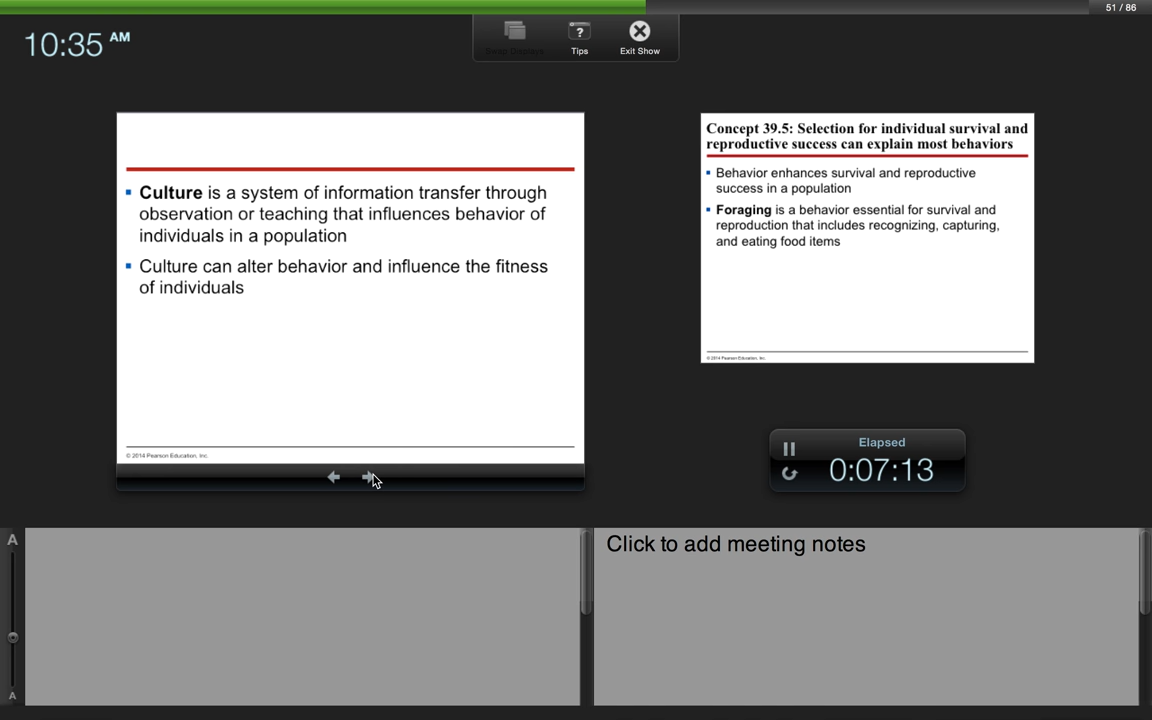 51 / 86
10:35 AM
Swap Displays
Tips
Exit Show
Culture is a system of information transfer through
observation or teaching that influences behavior of
individuals in a population
Culture can alter behavior and influence the fitness
of individuals
© 2014 Pearson Education, Inc.
Concept 39.5: Selection for individual survival and
reproductive success can explain most behaviors
Behavior enhances survival and reproductive
success in a population
Foraging is a behavior essential for survival and
reproduction that includes recognizing, capturing,
and eating food items
© 2014 Pearson Education, Inc.
Elapsed
0:07:13
A
A
Click to add meeting notes